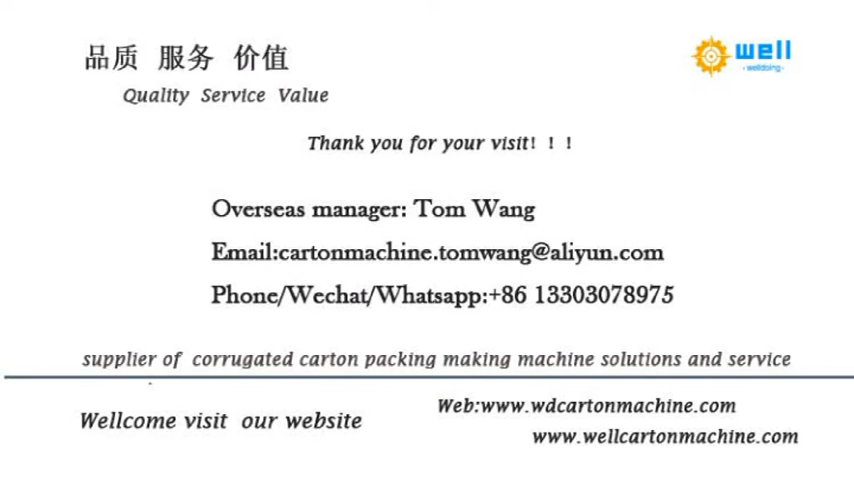 品质 服务 价值
well
-welldoing-
Quality Service Value
Thank you for your visit！！！
Overseas manager: Tom Wang
Email:cartonmachine.tomwang@aliyun.com
Phone/Wechat/Whatsapp:+86 13303078975
supplier of corrugated carton packing making machine solutions and service
Wellcome visit our website
Web:www.wdcartonmachine.com
www.wellcartonmachine.com